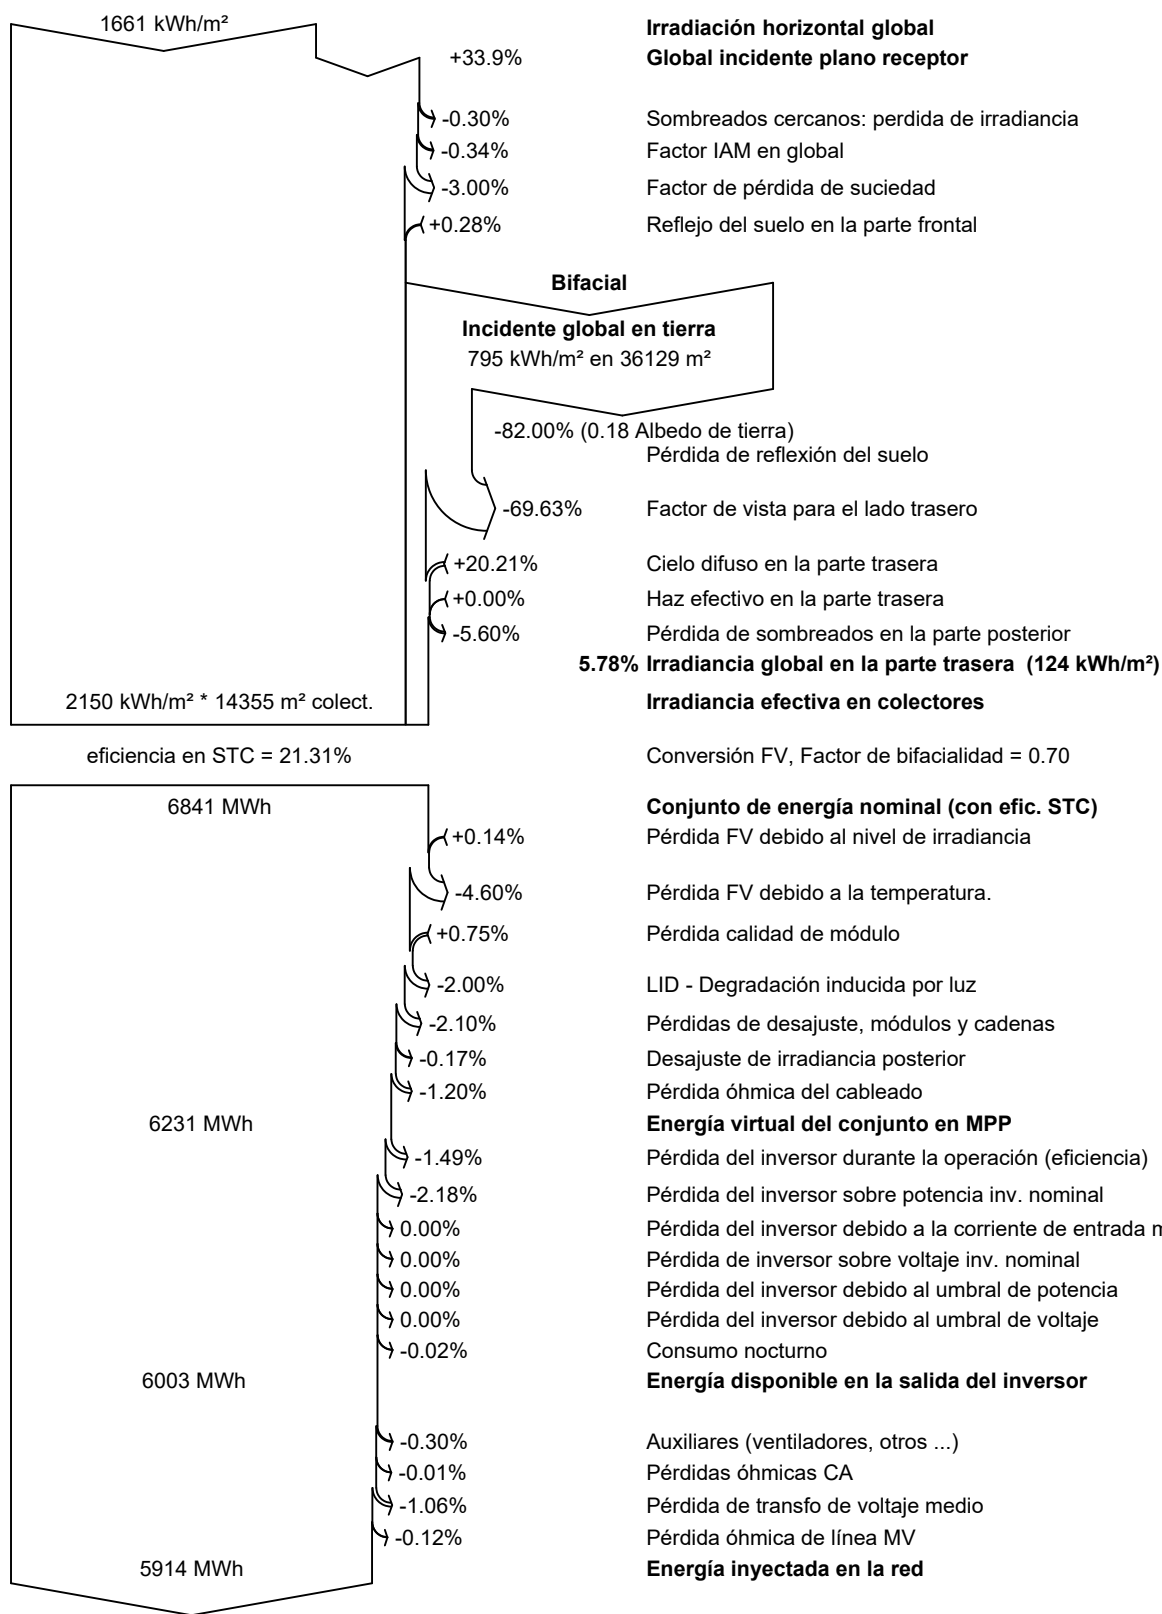 1661 kWh/m² Irradiación horizontal global
+33.9% Global incidente plano receptor
-0.30% Sombreados cercanos: perdida de irradiancia
-0.34% Factor IAM en global
-3.00% Factor de pérdida de suciedad
+0.28% Reflejo del suelo en la parte frontal
Bifacial
Incidente global en tierra
795 kWh/m² en 36129 m²
-82.00% (0.18 Albedo de tierra)
Pérdida de reflexión del suelo
-69.63% Factor de vista para el lado trasero
+20.21% Cielo difuso en la parte trasera
+0.00% Haz efectivo en la parte trasera
-5.60% Pérdida de sombreados en la parte posterior
5.78% Irradiancia global en la parte trasera (124 kWh/m²)
2150 kWh/m² * 14355 m² colect. Irradiancia efectiva en colectores
eficiencia en STC = 21.31% Conversión FV, Factor de bifacialidad = 0.70
6841 MWh Conjunto de energía nominal (con efic. STC)
+0.14% Pérdida FV debido al nivel de irradiancia
-4.60% Pérdida FV debido a la temperatura.
+0.75% Pérdida calidad de módulo
-2.00% LID - Degradación inducida por luz
-2.10% Pérdidas de desajuste, módulos y cadenas
-0.17% Desajuste de irradiancia posterior
-1.20% Pérdida óhmica del cableado
6231 MWh Energía virtual del conjunto en MPP
-1.49% Pérdida del inversor durante la operación (eficiencia)
-2.18% Pérdida del inversor sobre potencia inv. nominal
0.00% Pérdida del inversor debido a la corriente de entrada
0.00% Pérdida de inversor sobre voltaje inv. nominal
0.00% Pérdida del inversor debido al umbral de potencia
0.00% Pérdida del inversor debido al umbral de voltaje
-0.02% Consumo nocturno
6003 MWh Energía disponible en la salida del inversor
-0.30% Auxiliares (ventiladores, otros ...)
-0.01% Pérdidas óhmicas CA
-1.06% Pérdida de transfo de voltaje medio
-0.12% Pérdida óhmica de línea MV
5914 MWh Energía inyectada en la red